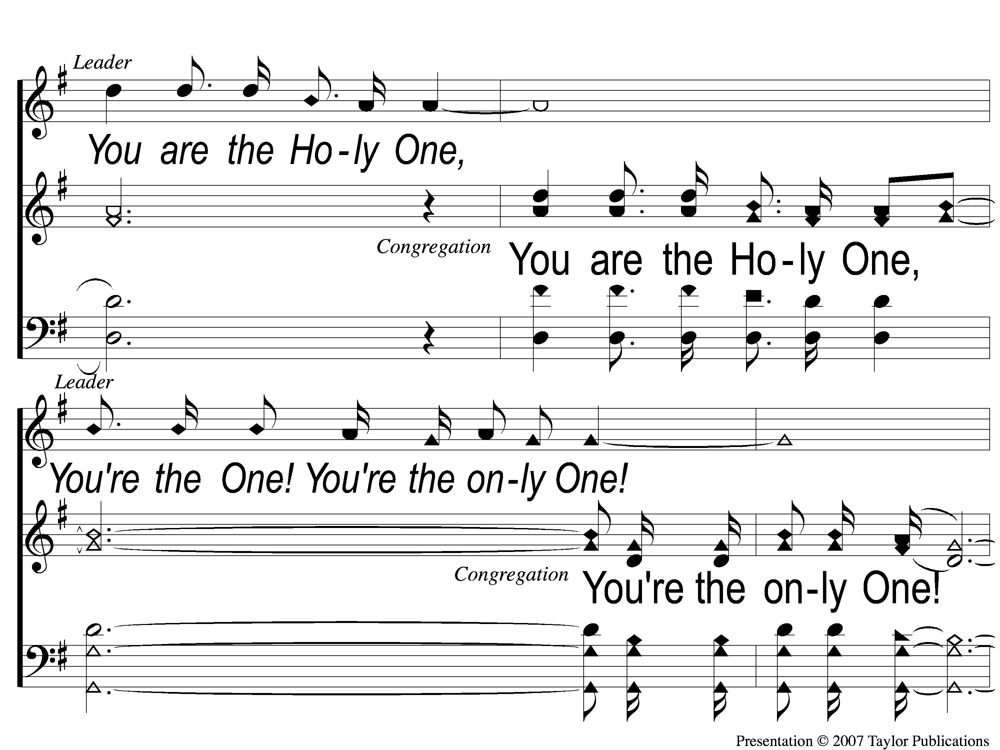 Leader
You are the Ho - ly One,
Congregation
You are the Ho - ly One,
Leader
You're the One! You're the on - ly One!
Congregation
You're the on - ly One!
Presentation © 2007 Taylor Publications